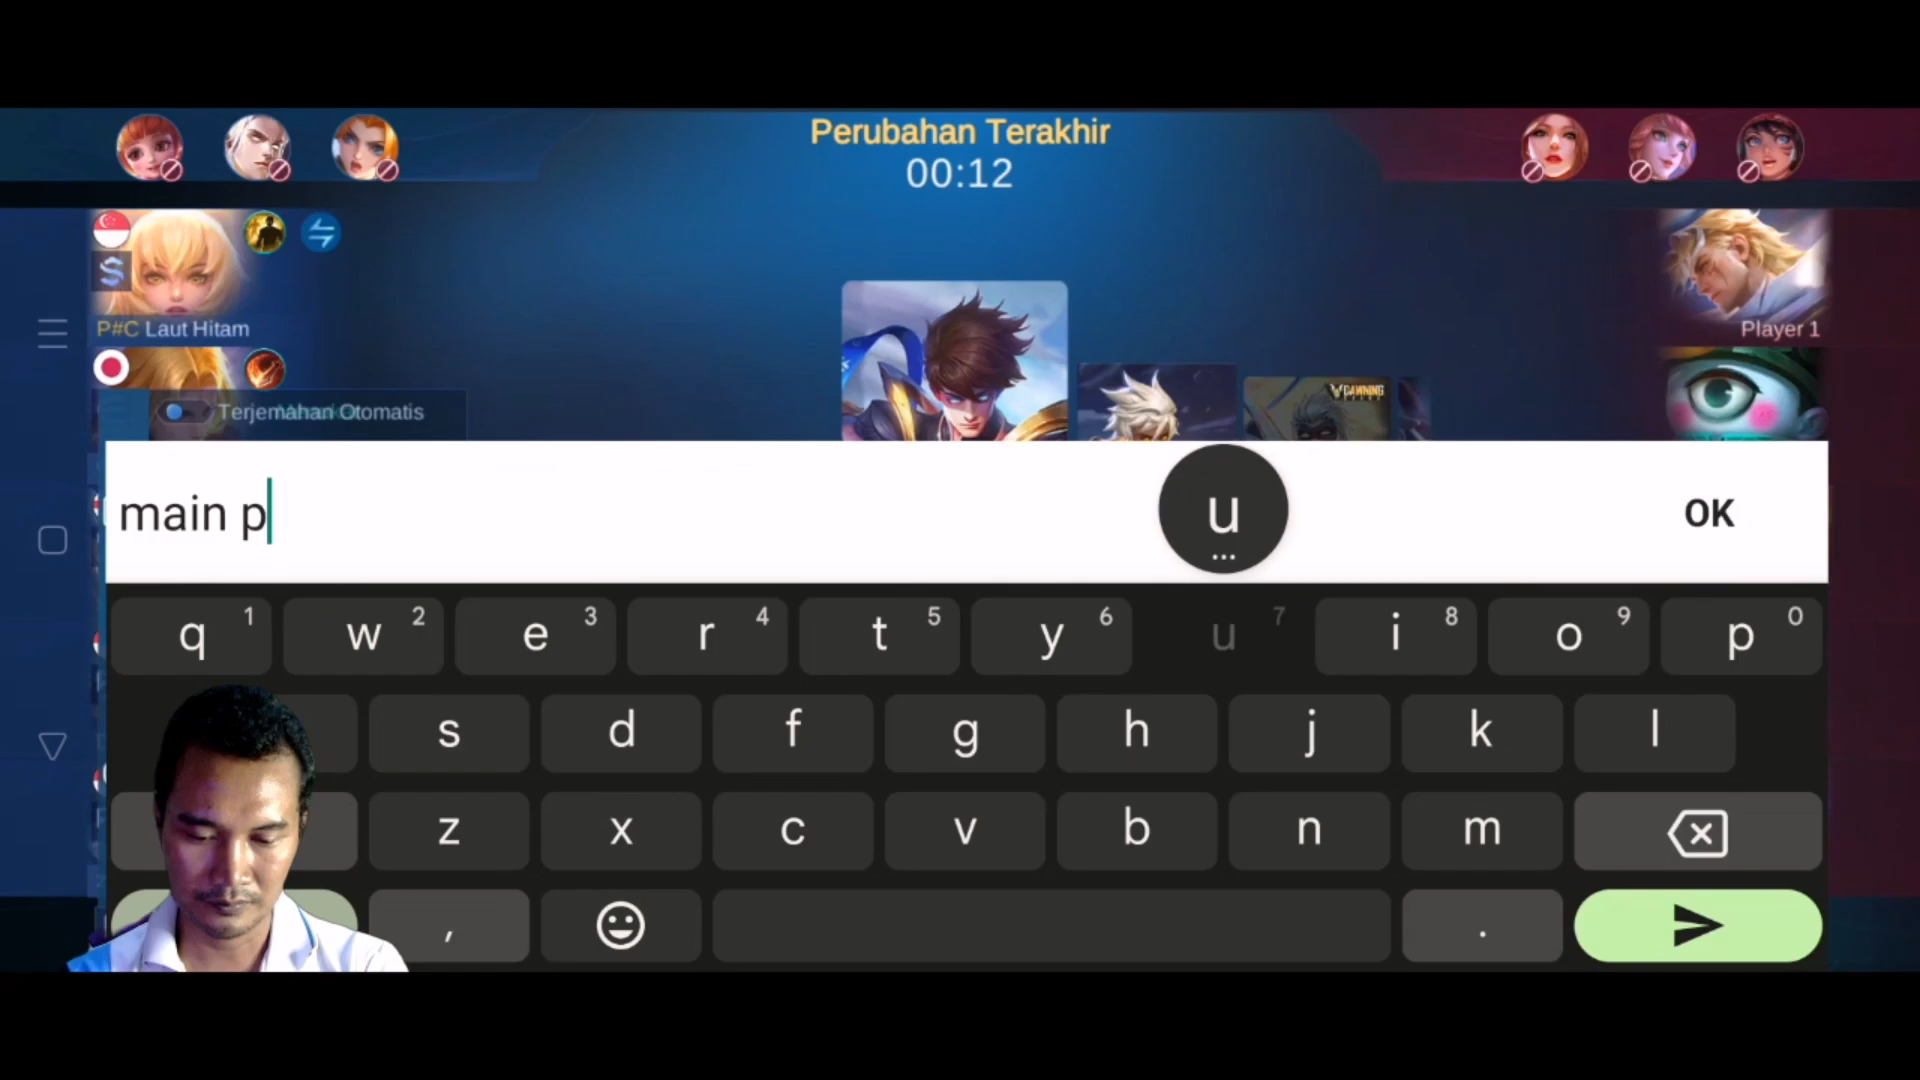 Perubahan Terakhir
00:12
P#C Laut Hitam
Player 1
Terjemahan Otomatis
DAWNING
main p
u
...
OK
q 1 w 2 e 3 r 4 t 5 y 6 u 7 i 8 o 9 p 0
s d f g h j k l
z x c v b n m
, .